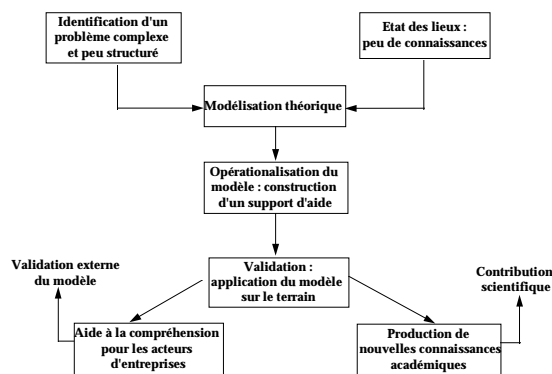 Identification d'un
problème complexe
et peu structuré
Etat des lieux :
peu de connaissances
Modélisation théorique
Opérationalisation du
modèle : construction
d'un support d'aide
Validation :
application du modèle
sur le terrain
Validation externe
du modèle
Contribution
scientifique
Aide à la compréhension
pour les acteurs
d'entreprises
Production de
nouvelles connaissances
académiques